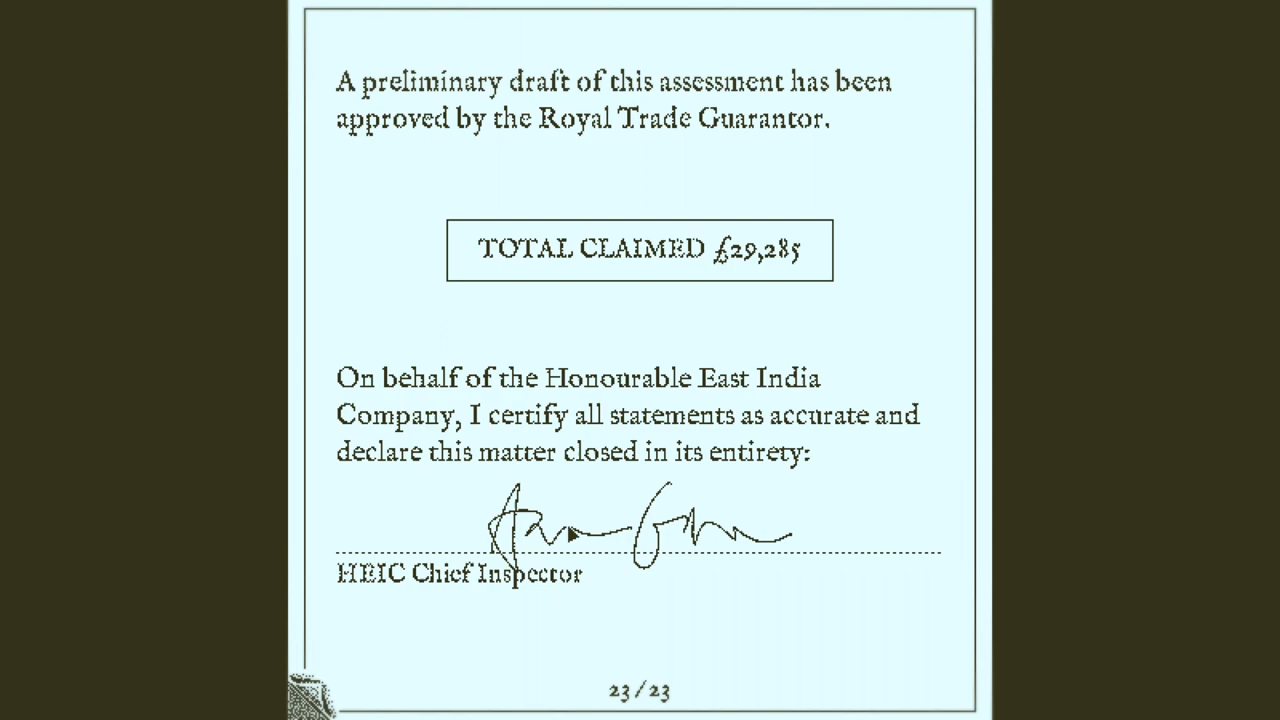 A preliminary draft of this assessment has been
approved by the Royal Trade Guarantor.
TOTAL CLAIMED £29,285
On behalf of the Honourable East India
Company, I certify all statements as accurate and
declare this matter closed in its entirety:
HEIC Chief Inspector
23/23